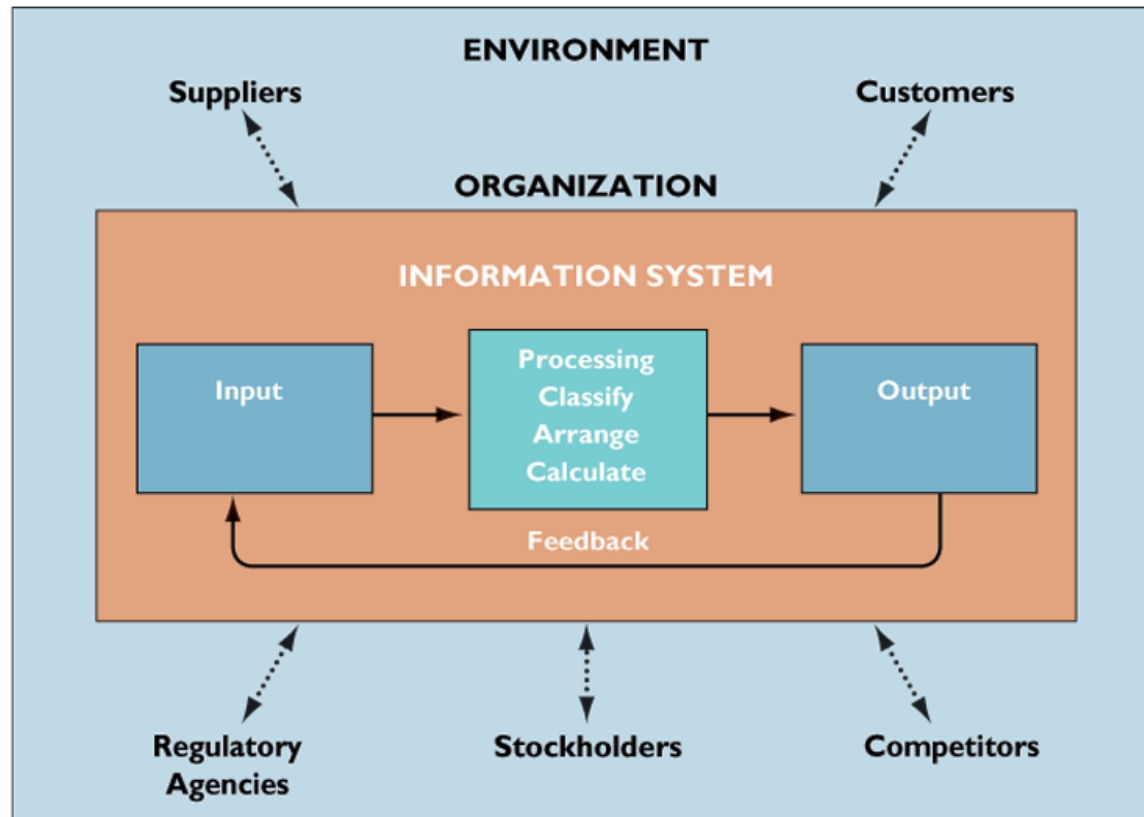 ENVIRONMENT
Suppliers
Customers
ORGANIZATION
INFORMATION SYSTEM
Input
Processing
Classify
Arrange
Calculate
Output
Feedback
Regulatory
Agencies
Stockholders
Competitors